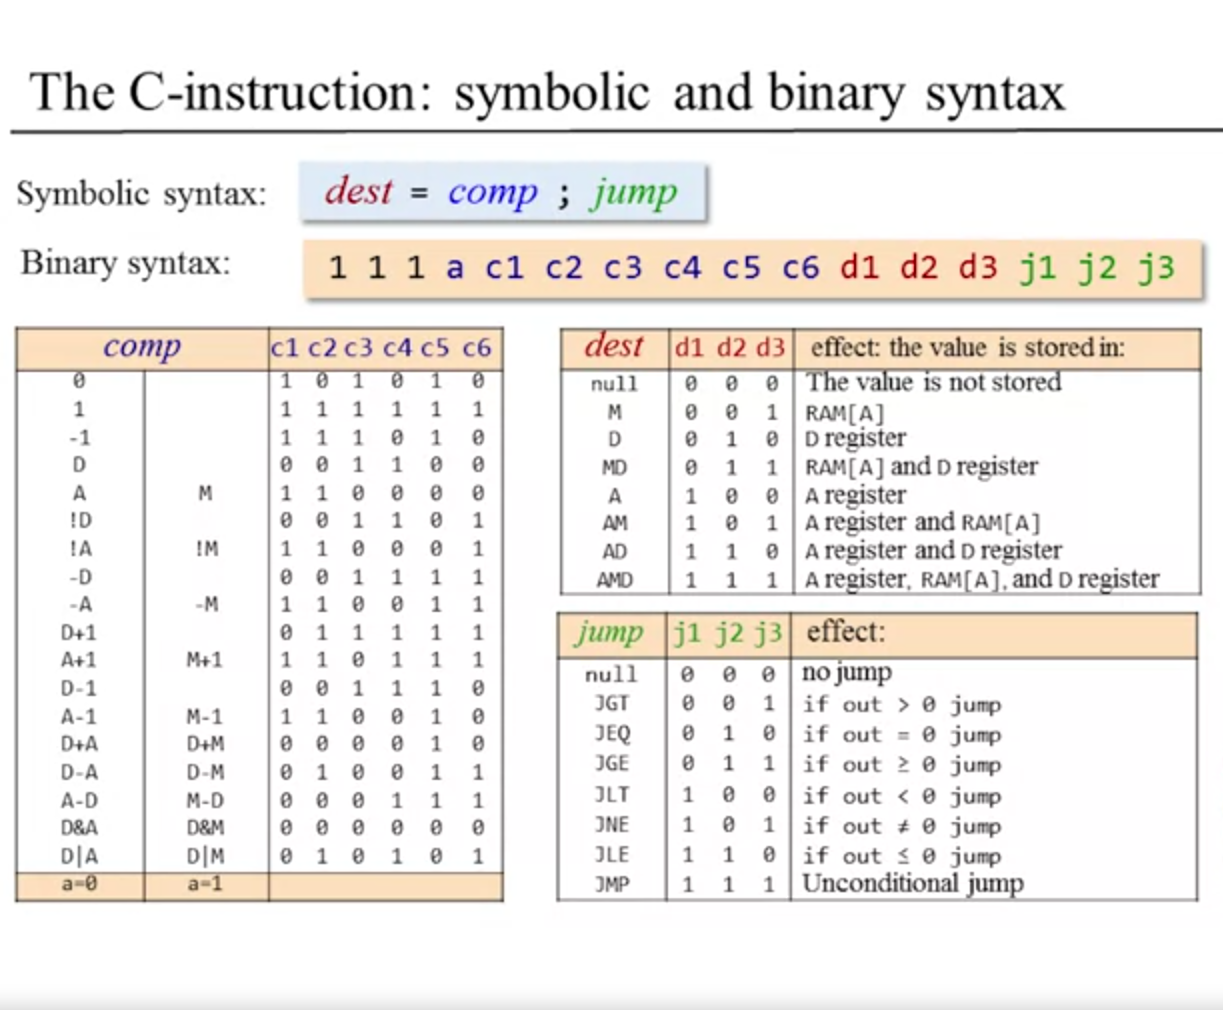 The C-instruction: symbolic and binary syntax
Symbolic syntax: dest = comp ; jump
Binary syntax: 1 1 1 a c1 c2 c3 c4 c5 c6 d1 d2 d3 j1 j2 j3
comp c1 c2 c3 c4 c5 c6
0 1 0 1 0 1 0
1 1 1 1 1 1 1
-1 1 1 1 0 1 0
D 0 0 1 1 0 0
A M 1 1 0 0 0 0
!D 0 0 1 1 0 1
!A !M 1 1 0 0 0 1
-D 0 0 1 1 1 1
-A -M 1 1 0 0 1 1
D+1 0 1 1 1 1 1
A+1 M+1 1 1 0 1 1 1
D-1 0 0 1 1 1 0
A-1 M-1 1 1 0 0 1 0
D+A D+M 0 0 0 0 1 0
D-A D-M 0 1 0 0 1 1
A-D M-D 0 0 0 1 1 1
D&A D&M 0 0 0 0 0 0
D|A D|M 0 1 0 1 0 1
a=0 a=1
dest d1 d2 d3 effect: the value is stored in:
null 0 0 0 The value is not stored
M 0 0 1 RAM[A]
D 0 1 0 D register
MD 0 1 1 RAM[A] and D register
A 1 0 0 A register
AM 1 0 1 A register and RAM[A]
AD 1 1 0 A register and D register
AMD 1 1 1 A register, RAM[A], and D register
jump j1 j2 j3 effect:
null 0 0 0 no jump
JGT 0 0 1 if out > 0 jump
JEQ 0 1 0 if out = 0 jump
JGE 0 1 1 if out ≥ 0 jump
JLT 1 0 0 if out < 0 jump
JNE 1 0 1 if out ≠ 0 jump
JLE 1 1 0 if out ≤ 0 jump
JMP 1 1 1 Unconditional jump